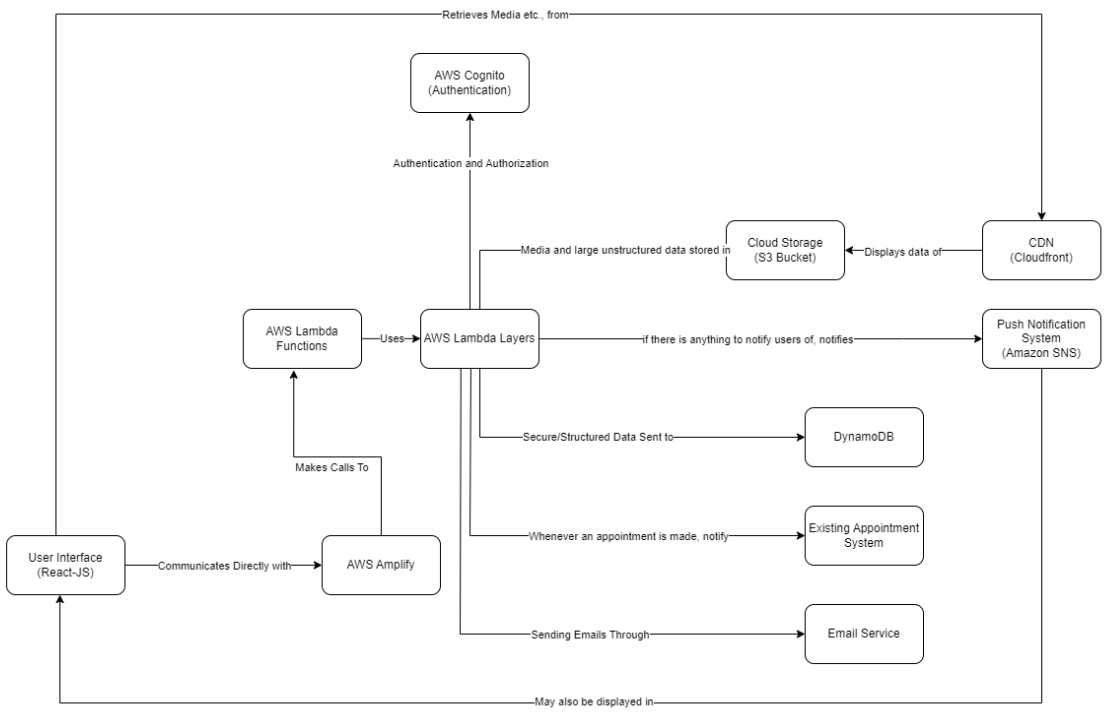 Retrieves Media etc., from
AWS Cognito
(Authentication)
Authentication and Authorization
Media and large unstructured data stored in
Cloud Storage
(S3 Bucket)
Displays data of
CDN
(Cloudfront)
AWS Lambda
Functions
Uses
AWS Lambda Layers
if there is anything to notify users of, notifies
Push Notification
System
(Amazon SNS)
Secure/Structured Data Sent to
DynamoDB
Makes Calls To
Whenever an appointment is made, notify
Existing Appointment
System
User Interface
(React-JS)
Communicates Directly with
AWS Amplify
Sending Emails Through
Email Service
May also be displayed in